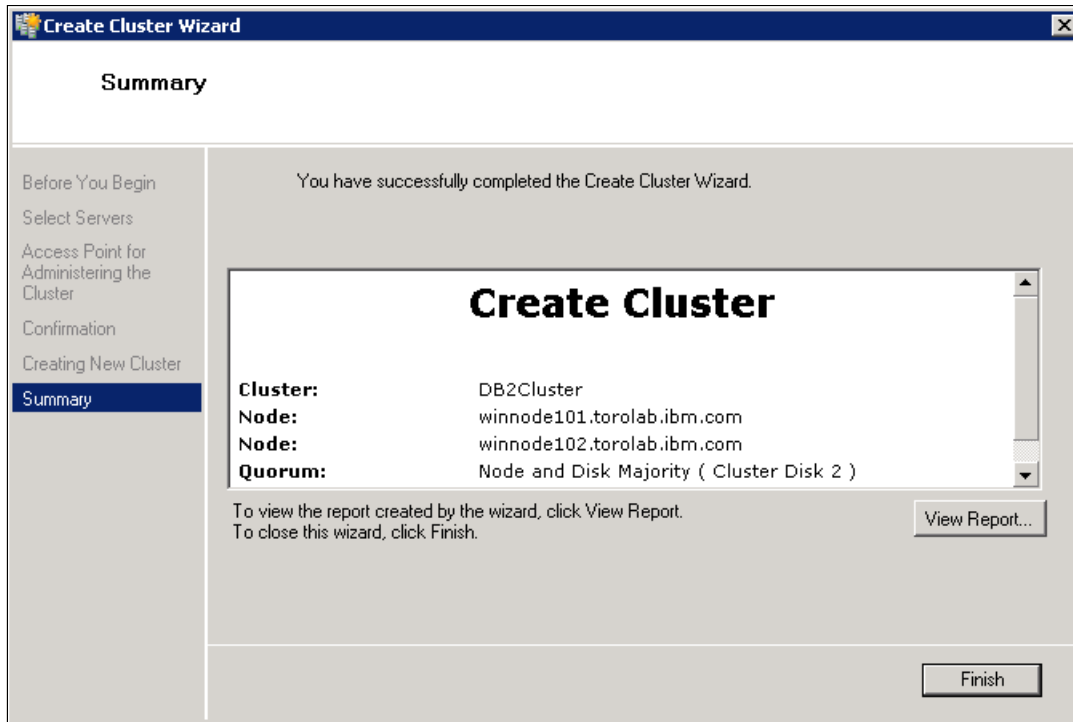 Create Cluster Wizard
Summary
Before You Begin
Select Servers
Access Point for
Administering the
Cluster
Confirmation
Creating New Cluster
Summary
You have successfully completed the Create Cluster Wizard.
Create Cluster
Cluster: DB2Cluster
Node: winnode101.torolab.ibm.com
Node: winnode102.torolab.ibm.com
Quorum: Node and Disk Majority ( Cluster Disk 2 )
To view the report created by the wizard, click View Report.
To close this wizard, click Finish.
View Report...
Finish